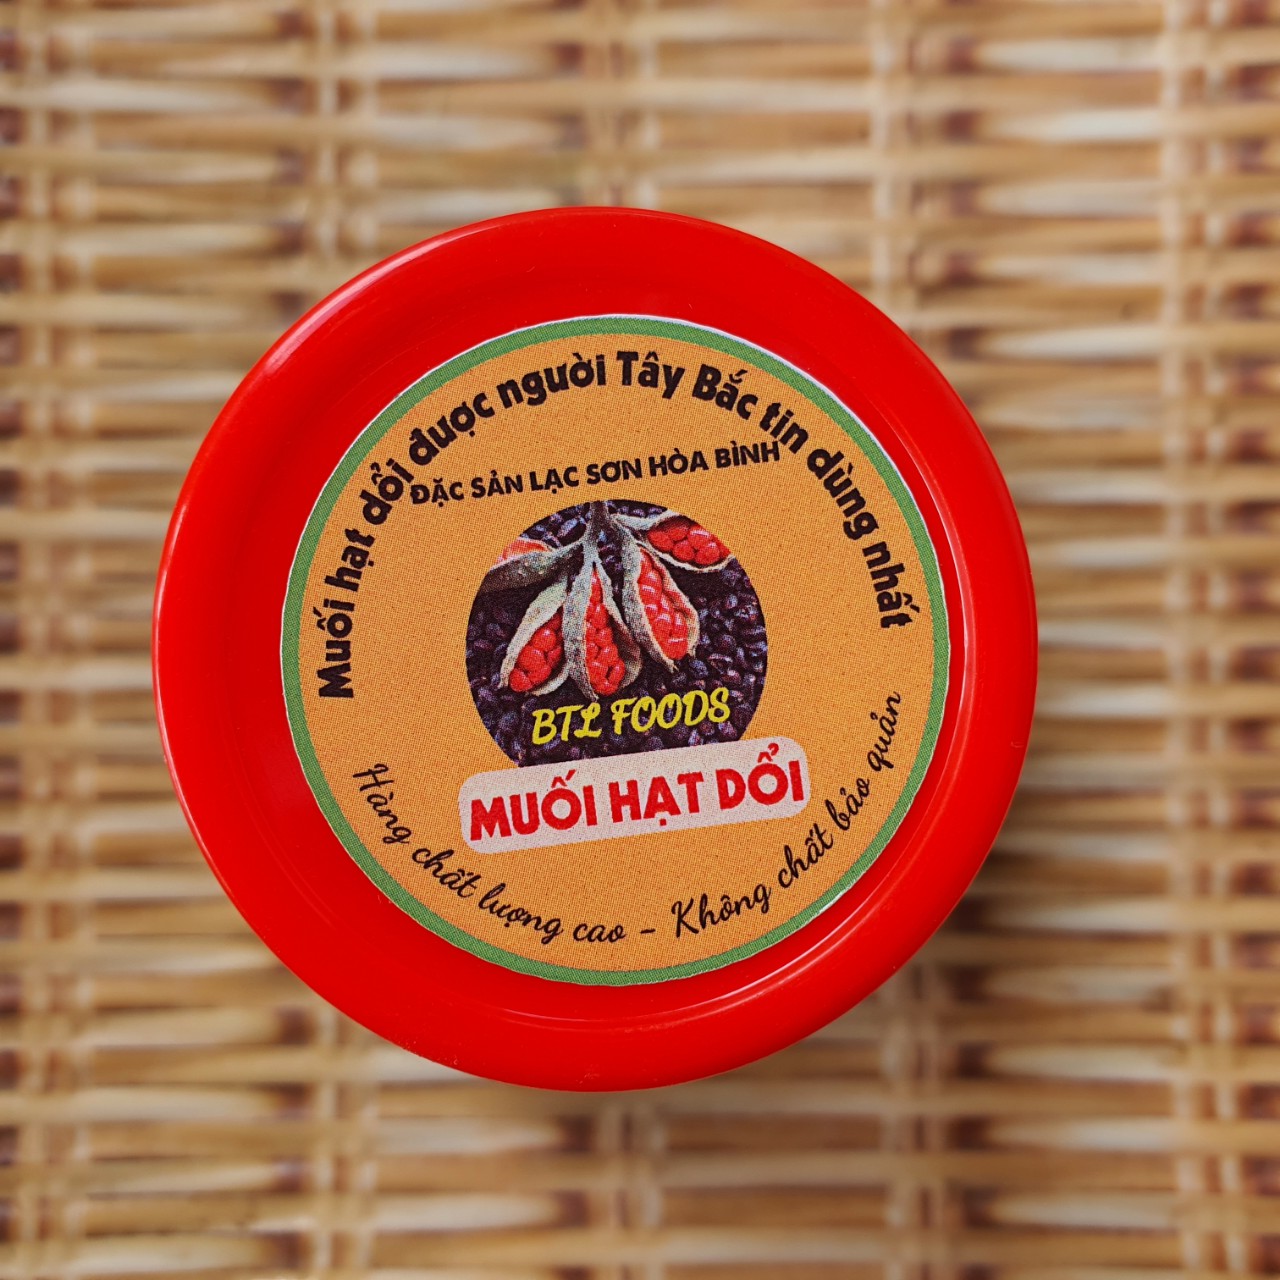 Muối hạt dổi được người Tây Bắc tin dùng nhất
ĐẶC SẢN LẠC SƠN HÒA BÌNH
BTL FOODS
MUỐI HẠT DỔI
Hàng chất lượng cao - Không chất bảo quản